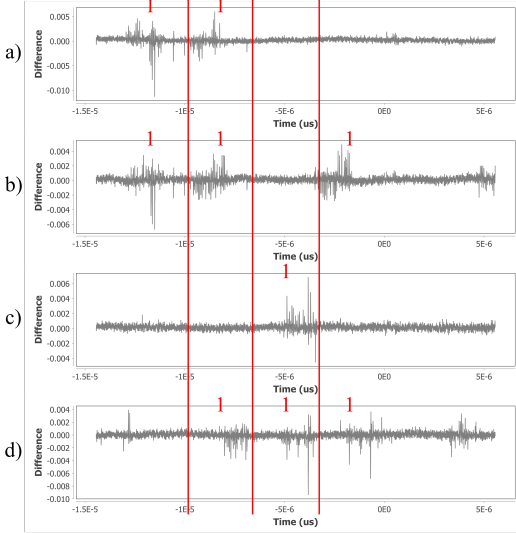 1 1
a)
Difference
0.005
0.000
-0.005
-0.010
-1.5E-5 -1E-5 -5E-6 0E0 5E-6
Time (us)
1 1 1
b)
Difference
0.004
0.002
0.000
-0.002
-0.004
-0.006
-1.5E-5 -1E-5 -5E-6 0E0 5E-6
Time (us)
1
c)
Difference
0.006
0.004
0.002
0.000
-0.002
-0.004
-1.5E-5 -1E-5 -5E-6 0E0 5E-6
Time (us)
1 1 1
d)
Difference
0.004
0.002
0.000
-0.002
-0.004
-0.006
-0.008
-0.010
-1.5E-5 -1E-5 -5E-6 0E0 5E-6
Time (us)